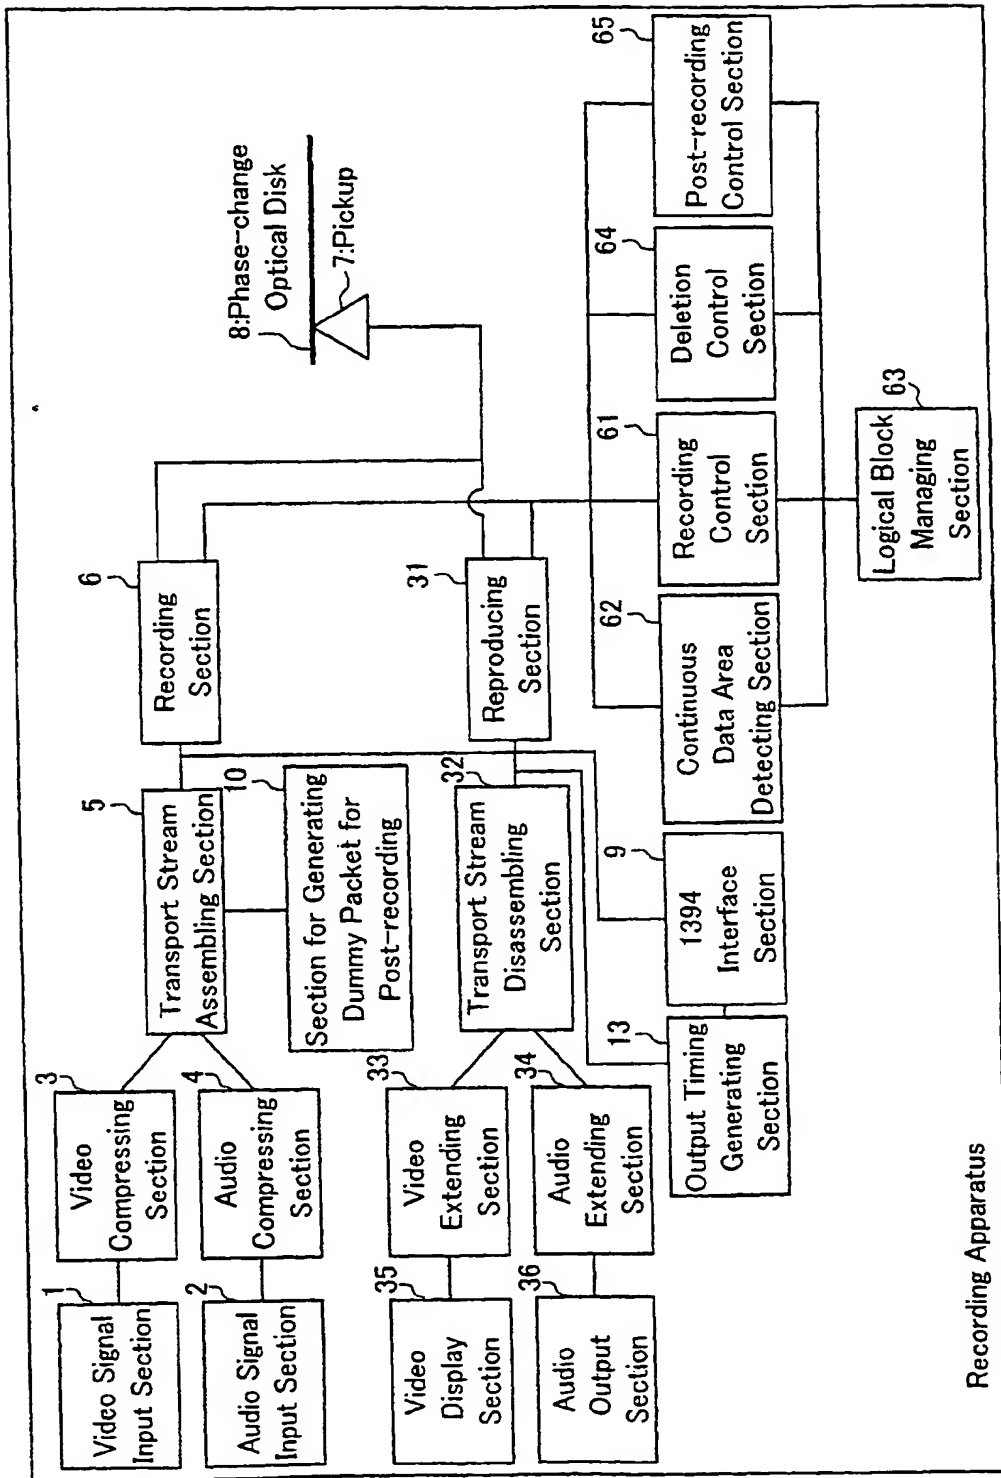 1
Video Signal
Input Section
3
Video
Compressing
Section
5
Transport Stream
Assembling Section
6
Recording
Section
8:Phase-change
Optical Disk
7:Pickup
2
Audio Signal
Input Section
4
Audio
Compressing
Section
10
Section for Generating
Dummy Packet for
Post-recording
35
Video
Display
Section
33
Video
Extending
Section
32
Transport Stream
Disassembling
Section
31
Reproducing
Section
36
Audio
Output
Section
34
Audio
Extending
Section
13
Output Timing
Generating
Section
9
1394
Interface
Section
62
Continuous
Data Area
Detecting Section
61
Recording
Control
Section
64
Deletion
Control
Section
65
Post-recording
Control Section
63
Logical Block
Managing
Section
Recording Apparatus